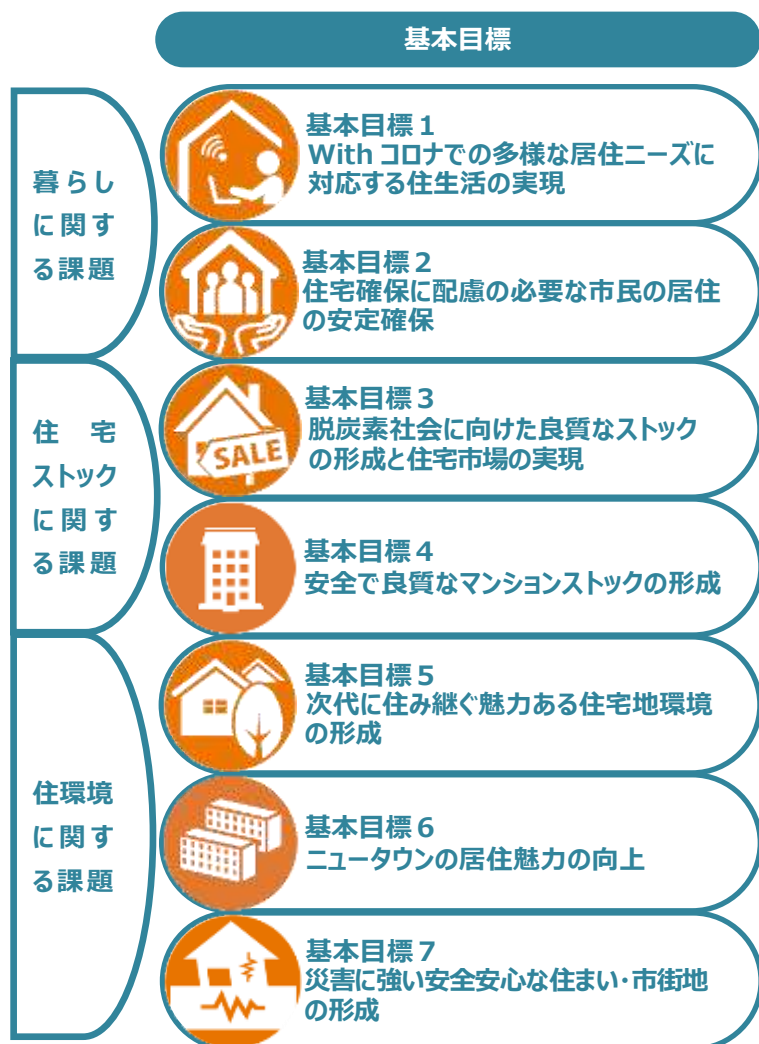 基本目標
暮らし
に関す
る課題
基本目標1
Withコロナでの多様な居住ニーズに
対応する住生活の実現
基本目標2
住宅確保に配慮の必要な市民の居住
の安定確保
住　宅
ストック
に関す
る課題
基本目標3
脱炭素社会に向けた良質なストック
の形成と住宅市場の実現
SALE
基本目標4
安全で良質なマンションストックの形成
住環境
に関す
る課題
基本目標5
次代に住み継ぐ魅力ある住宅地環境
の形成
基本目標6
ニュータウンの居住魅力の向上
基本目標7
災害に強い安全安心な住まい・市街地
の形成